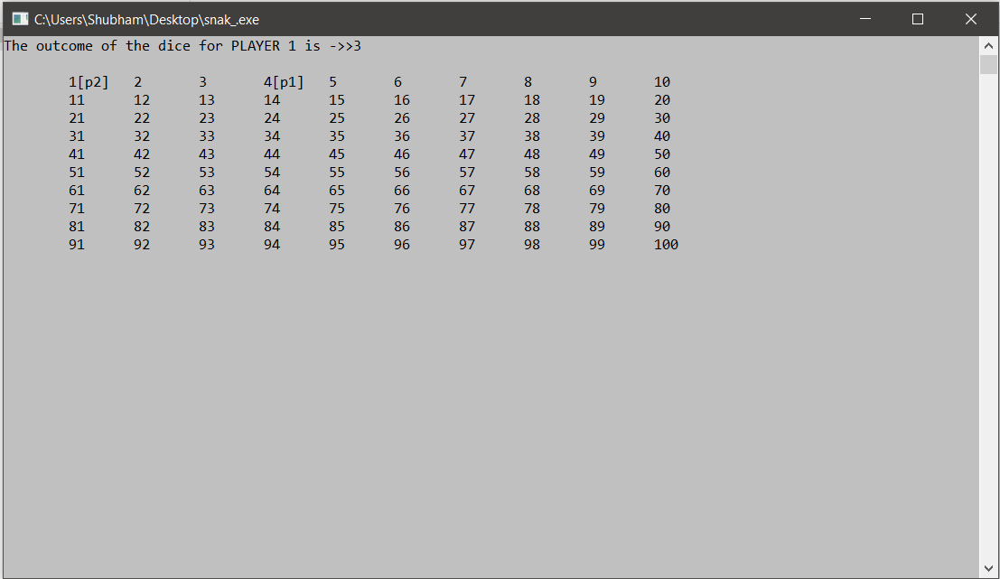 C:\Users\Shubham\Desktop\snak_.exe
The outcome of the dice for PLAYER 1 is ->>3
1[p2] 2 3 4[p1] 5 6 7 8 9 10
11 12 13 14 15 16 17 18 19 20
21 22 23 24 25 26 27 28 29 30
31 32 33 34 35 36 37 38 39 40
41 42 43 44 45 46 47 48 49 50
51 52 53 54 55 56 57 58 59 60
61 62 63 64 65 66 67 68 69 70
71 72 73 74 75 76 77 78 79 80
81 82 83 84 85 86 87 88 89 90
91 92 93 94 95 96 97 98 99 100